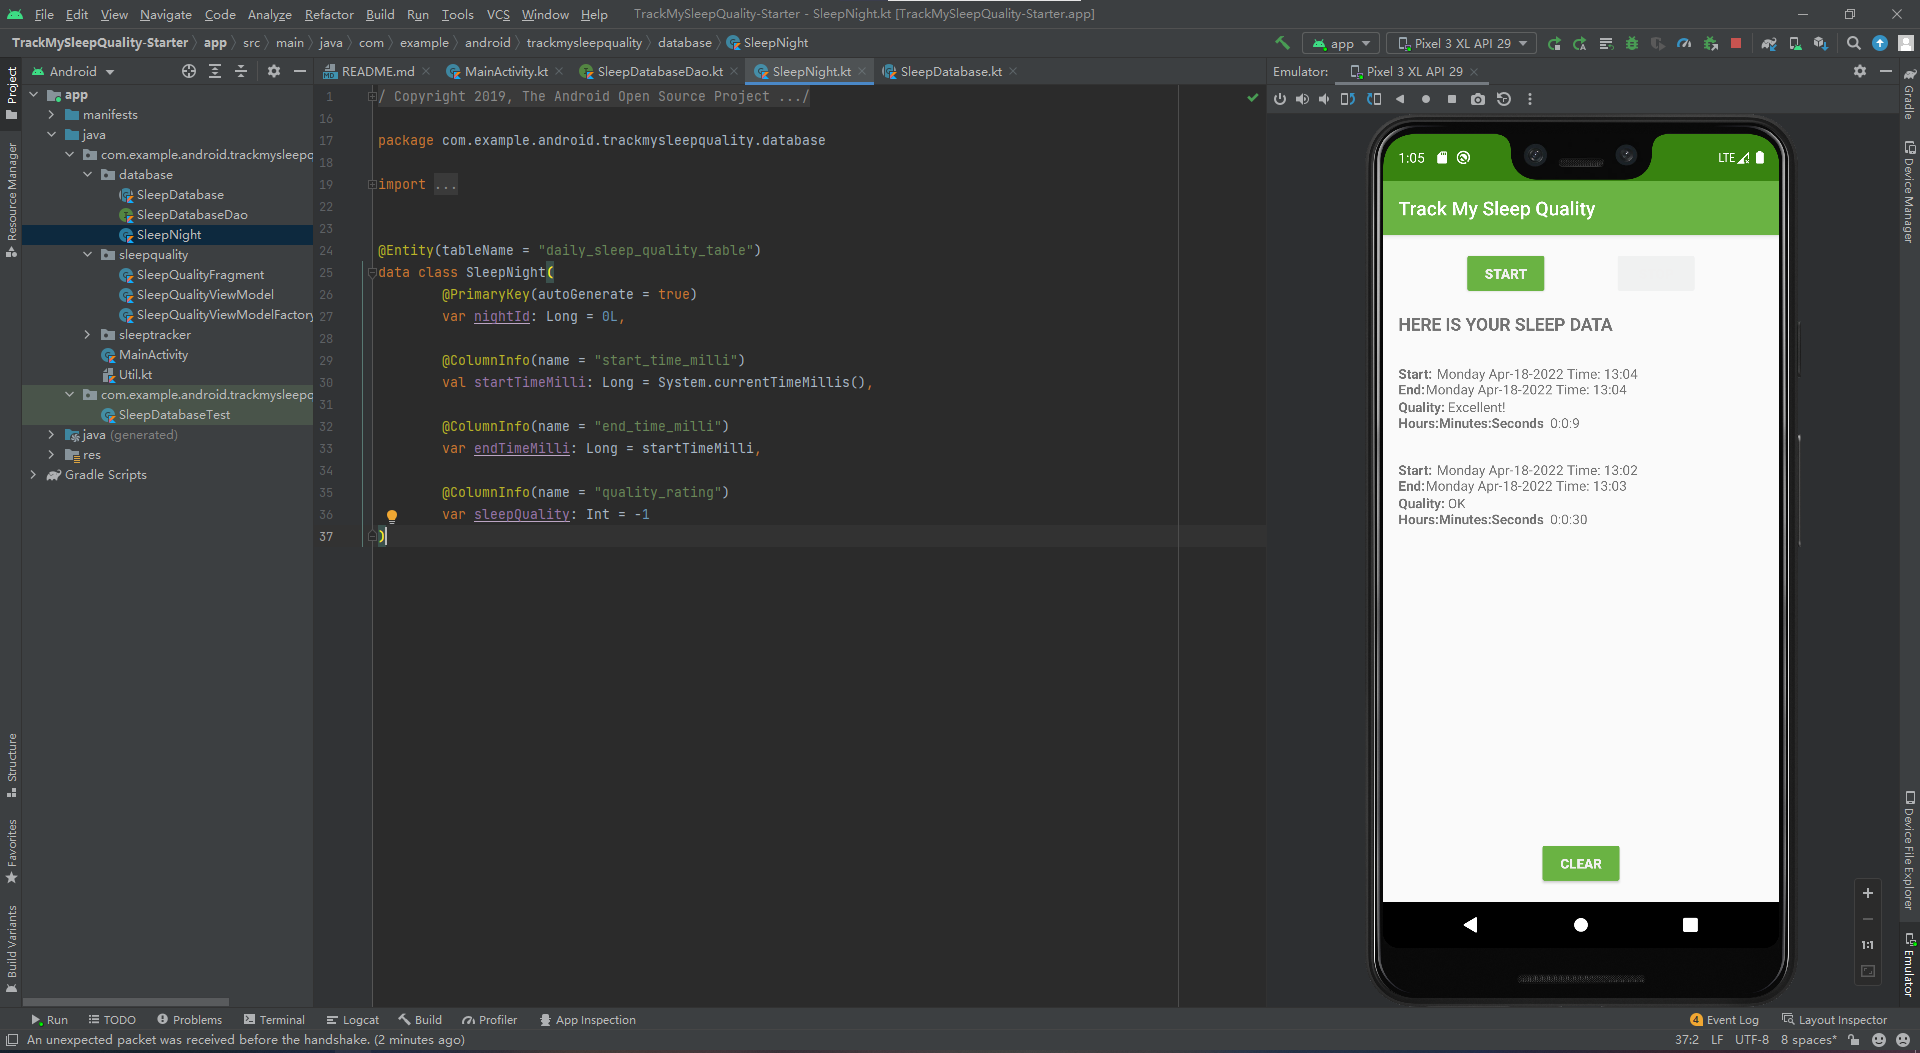 File Edit View Navigate Code Analyze Refactor Build Run Tools VCS Window Help TrackMySleepQuality-Starter - SleepNight.kt [TrackMySleepQuality-Starter.app]
TrackMySleepQuality-Starter app src main java com example android trackmysleepquality database SleepNight
app Pixel 3 XL API 29
Android
README.md MainActivity.kt SleepDatabaseDao.kt SleepNight.kt SleepDatabase.kt
Emulator: Pixel 3 XL API 29
Project
Resource Manager
Structure
Favorites
Build Variants
app
manifests
java
com.example.android.trackmysleepq
database
SleepDatabase
SleepDatabaseDao
SleepNight
sleepquality
SleepQualityFragment
SleepQualityViewModel
SleepQualityViewModelFactory
sleeptracker
MainActivity
Util.kt
com.example.android.trackmysleepq
SleepDatabaseTest
java (generated)
res
Gradle Scripts
1 / Copyright 2019, The Android Open Source Project .../
16
17 package com.example.android.trackmysleepquality.database
18
19 import ...
22
23
24 @Entity(tableName = "daily_sleep_quality_table")
25 data class SleepNight(
26 @PrimaryKey(autoGenerate = true)
27 var nightId: Long = 0L,
28
29 @ColumnInfo(name = "start_time_milli")
30 val startTimeMilli: Long = System.currentTimeMillis(),
31
32 @ColumnInfo(name = "end_time_milli")
33 var endTimeMilli: Long = startTimeMilli,
34
35 @ColumnInfo(name = "quality_rating")
36 var sleepQuality: Int = -1
37 )
1:05 LTE
Track My Sleep Quality
START
HERE IS YOUR SLEEP DATA
Start: Monday Apr-18-2022 Time: 13:04
End:Monday Apr-18-2022 Time: 13:04
Quality: Excellent!
Hours:Minutes:Seconds 0:0:9
Start: Monday Apr-18-2022 Time: 13:02
End:Monday Apr-18-2022 Time: 13:03
Quality: OK
Hours:Minutes:Seconds 0:0:30
CLEAR
1:1
Gradle
Device Manager
Device File Explorer
Emulator
Run TODO Problems Terminal Logcat Build Profiler App Inspection
4 Event Log Layout Inspector
An unexpected packet was received before the handshake. (2 minutes ago)
37:2 LF UTF-8 8 spaces*